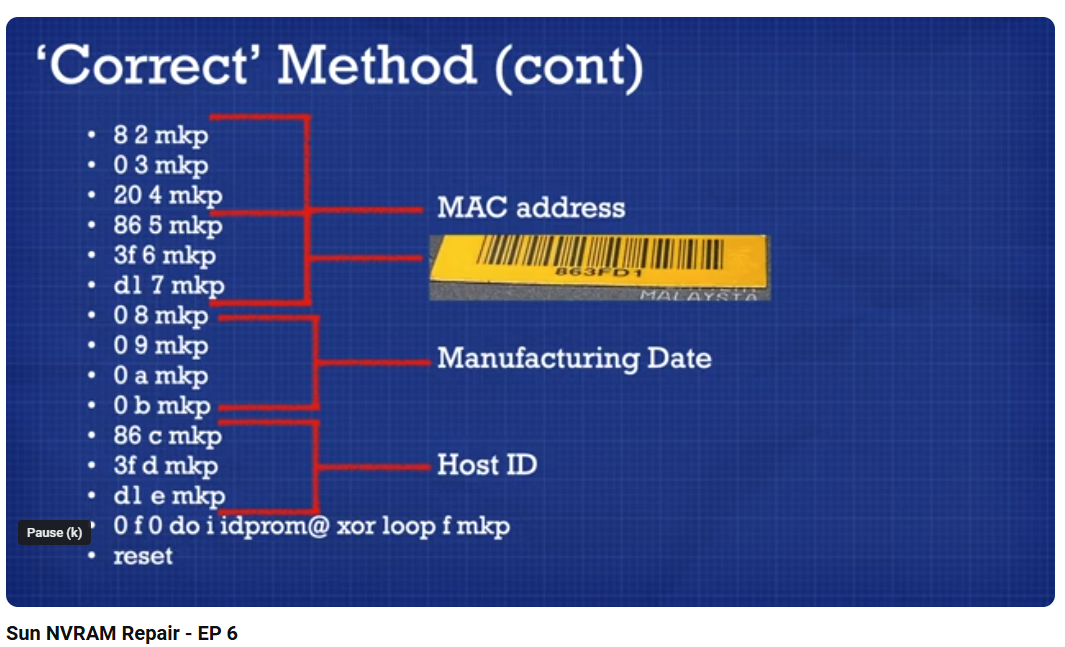 ‘Correct’ Method (cont)
• 8 2 mkp
• 0 3 mkp
• 20 4 mkp
• 86 5 mkp
• 3f 6 mkp
• d1 7 mkp
• 0 8 mkp
• 0 9 mkp
• 0 a mkp
• 0 b mkp
• 86 c mkp
• 3f d mkp
• d1 e mkp
• 0 f 0 do i idprom@ xor loop f mkp
• reset
MAC address
863FD1
MALAYSIA
Manufacturing Date
Host ID
Pause (k)
Sun NVRAM Repair - EP 6